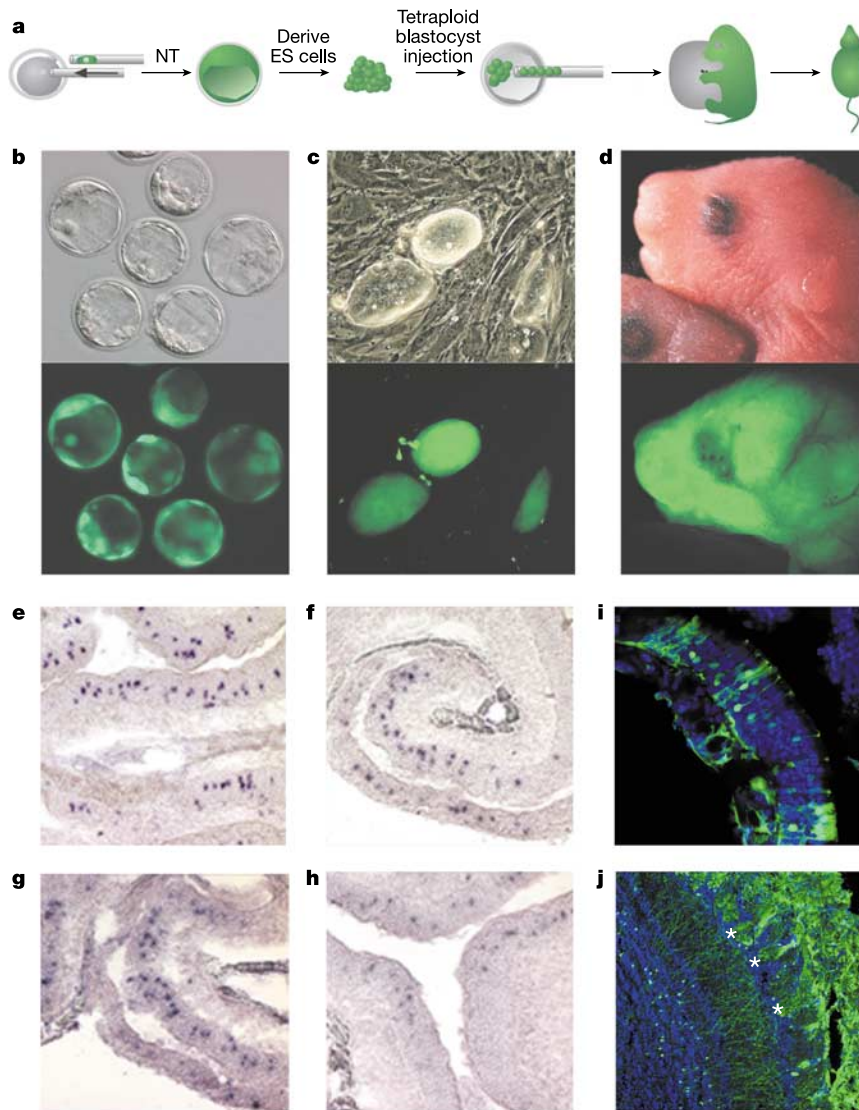 a
NT
Derive
ES cells
Tetraploid
blastocyst
injection
b
c
d
e
f
i
g
h
j
*
*
*